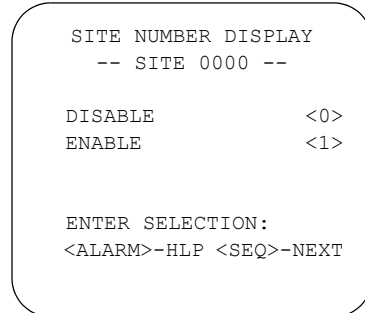 SITE NUMBER DISPLAY
-- SITE 0000 --
DISABLE <0>
ENABLE <1>
ENTER SELECTION:
<ALARM>-HLP <SEQ>-NEXT